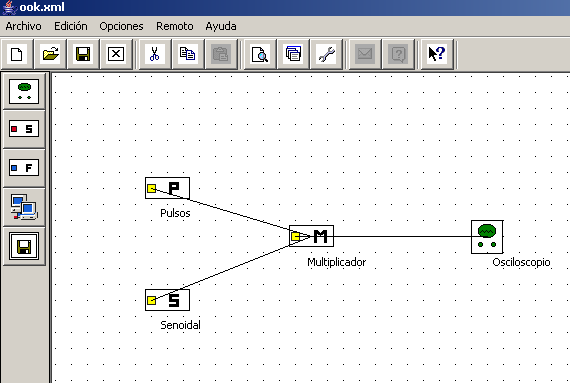 ook.xml
Archivo Edición Opciones Remoto Ayuda
S
F
P
Pulsos
M
Multiplicador
Osciloscopio
S
Senoidal